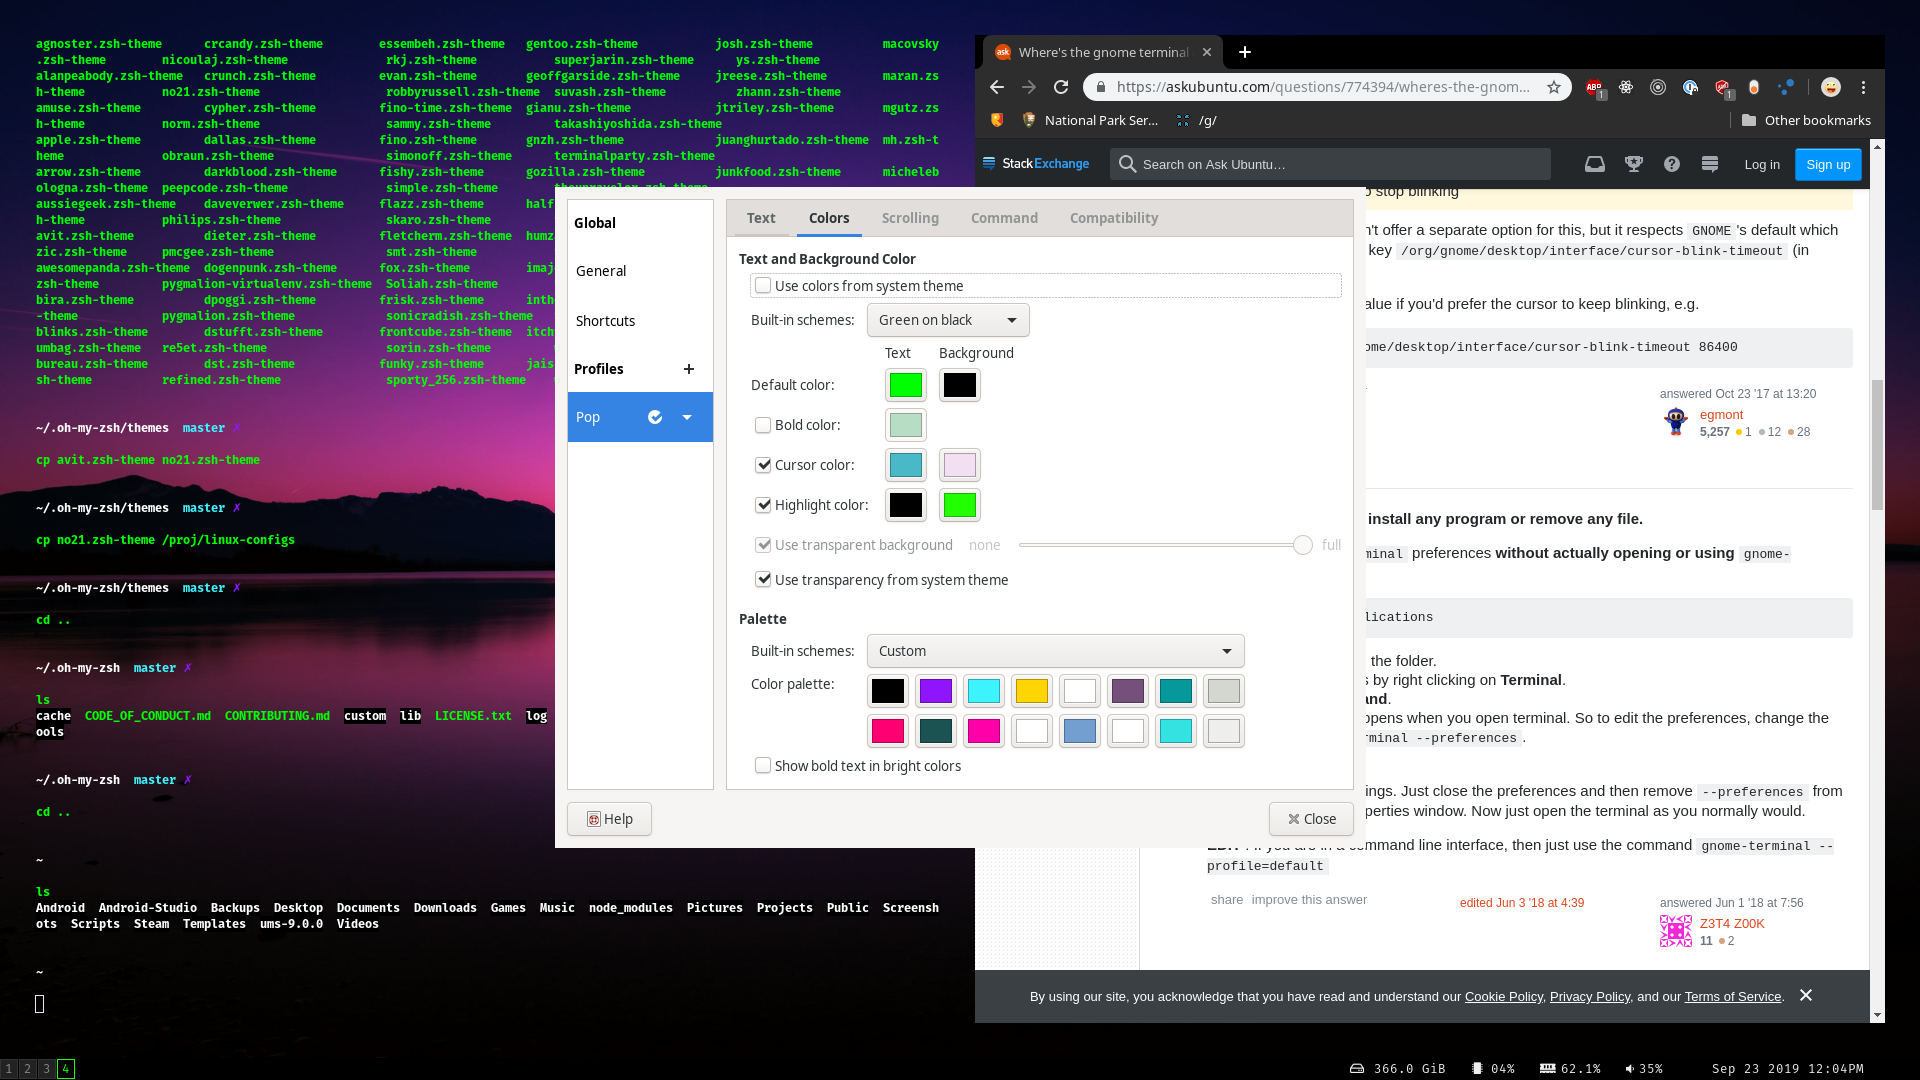 agnoster.zsh-theme crcandy.zsh-theme essembeh.zsh-theme gentoo.zsh-theme josh.zsh-theme macovsky
.zsh-theme nicoulaj.zsh-theme rkj.zsh-theme superjarin.zsh-theme ys.zsh-theme
alanpeabody.zsh-theme crunch.zsh-theme evan.zsh-theme geoffgarside.zsh-theme jreese.zsh-theme maran.zs
h-theme no21.zsh-theme robbyrussell.zsh-theme suvash.zsh-theme zhann.zsh-theme
amuse.zsh-theme cypher.zsh-theme fino-time.zsh-theme gianu.zsh-theme jtriley.zsh-theme mgutz.zs
h-theme norm.zsh-theme sammy.zsh-theme takashiyoshida.zsh-theme
apple.zsh-theme dallas.zsh-theme fino.zsh-theme gnzh.zsh-theme juanghurtado.zsh-theme mh.zsh-t
heme obraun.zsh-theme simonoff.zsh-theme terminalparty.zsh-theme
arrow.zsh-theme darkblood.zsh-theme fishy.zsh-theme gozilla.zsh-theme junkfood.zsh-theme micheleb
ologna.zsh-theme peepcode.zsh-theme simple.zsh-theme
aussiegeek.zsh-theme daveverwer.zsh-theme flazz.zsh-theme half
h-theme philips.zsh-theme skaro.zsh-theme
avit.zsh-theme dieter.zsh-theme fletcherm.zsh-theme humz
zic.zsh-theme pmcgee.zsh-theme smt.zsh-theme
awesomepanda.zsh-theme dogenpunk.zsh-theme fox.zsh-theme imaj
zsh-theme pygmalion-virtualenv.zsh-theme Soliah.zsh-theme
bira.zsh-theme dpoggi.zsh-theme frisk.zsh-theme inth
-theme pygmalion.zsh-theme sonicradish.zsh-theme
blinks.zsh-theme dstufft.zsh-theme frontcube.zsh-theme itch
umbag.zsh-theme re5et.zsh-theme sorin.zsh-theme
bureau.zsh-theme dst.zsh-theme funky.zsh-theme jais
sh-theme refined.zsh-theme sporty_256.zsh-theme
~/.oh-my-zsh/themes master ✗
cp avit.zsh-theme no21.zsh-theme
~/.oh-my-zsh/themes master ✗
cp no21.zsh-theme /proj/linux-configs
~/.oh-my-zsh/themes master ✗
cd ..
~/.oh-my-zsh master ✗
ls
cache CODE_OF_CONDUCT.md CONTRIBUTING.md custom lib LICENSE.txt log
ools
~/.oh-my-zsh master ✗
cd ..
~
ls
Android Android-Studio Backups Desktop Documents Downloads Games Music node_modules Pictures Projects Public Screensh
ots Scripts Steam Templates ums-9.0.0 Videos
~
Global
General
Shortcuts
Profiles +
Pop
Text Colors Scrolling Command Compatibility
Text and Background Color
Use colors from system theme
Built-in schemes: Green on black
Text Background
Default color:
Bold color:
Cursor color:
Highlight color:
Use transparent background none full
Use transparency from system theme
Palette
Built-in schemes: Custom
Color palette:
Show bold text in bright colors
Help Close
ask Where's the gnome terminal
https://askubuntu.com/questions/774394/wheres-the-gnom...
ABP 1 1
National Park Ser... /g/ Other bookmarks
StackExchange Search on Ask Ubuntu... Log in Sign up
o stop blinking
n't offer a separate option for this, but it respects GNOME 's default which
key /org/gnome/desktop/interface/cursor-blink-timeout (in
alue if you'd prefer the cursor to keep blinking, e.g.
ome/desktop/interface/cursor-blink-timeout 86400
answered Oct 23 '17 at 13:20
egmont
5,257 1 12 28
install any program or remove any file.
minal preferences without actually opening or using gnome-
lications
the folder.
s by right clicking on Terminal.
and.
opens when you open terminal. So to edit the preferences, change the
rminal --preferences .
ings. Just close the preferences and then remove --preferences from
perties window. Now just open the terminal as you normally would.
EDIT : If you are in a command line interface, then just use the command gnome-terminal --
profile=default
share improve this answer edited Jun 3 '18 at 4:39 answered Jun 1 '18 at 7:56
Z3T4 Z00K
11 2
By using our site, you acknowledge that you have read and understand our Cookie Policy, Privacy Policy, and our Terms of Service.
1 2 3 4
366.0 GiB 04% 62.1% 35% Sep 23 2019 12:04PM